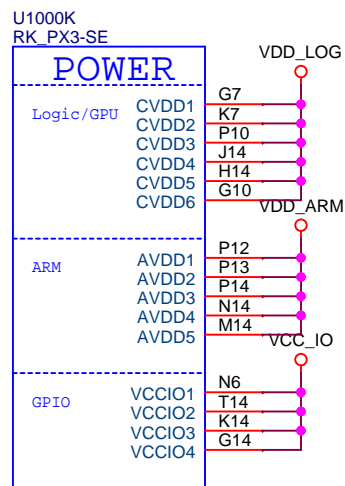 U1000K
RK_PX3-SE
VDD_LOG
POWER
Logic/GPU
CVDD1 G7
CVDD2 K7
CVDD3 P10
CVDD4 J14
CVDD5 H14
CVDD6 G10
VDD_ARM
ARM
AVDD1 P12
AVDD2 P13
AVDD3 P14
AVDD4 N14
AVDD5 M14
VCC_IO
GPIO
VCCIO1 N6
VCCIO2 T14
VCCIO3 K14
VCCIO4 G14